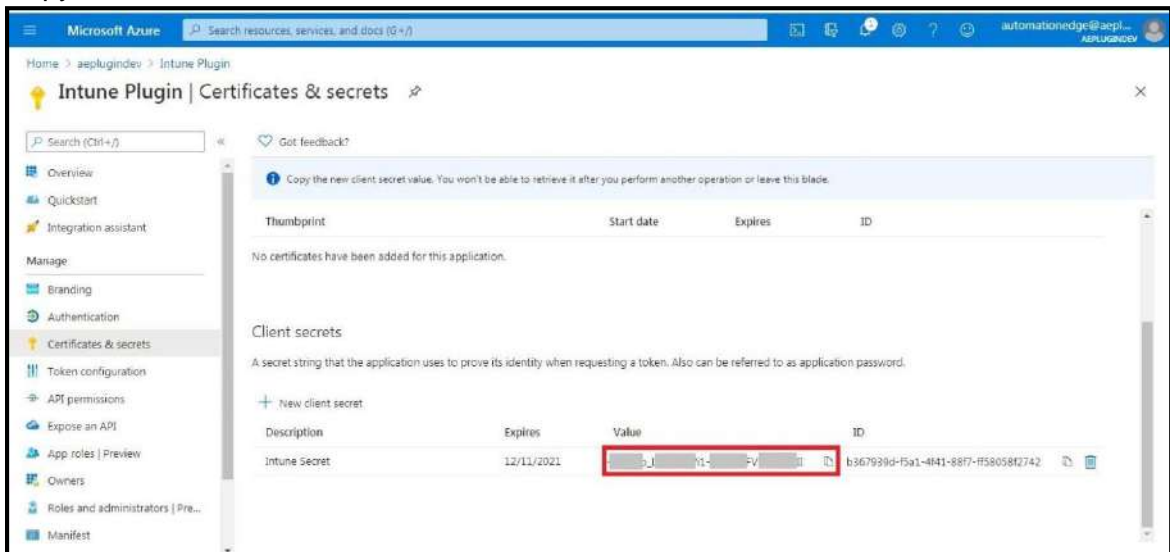 Microsoft Azure
Search resources, services, and docs (G+/)
automationedge@aepl...
AEPLUGINDEV
Home > aeplugindev > Intune Plugin
Intune Plugin | Certificates & secrets
Search (Ctrl+/)
Got feedback?
Overview
Quickstart
Integration assistant
Manage
Branding
Authentication
Certificates & secrets
Token configuration
API permissions
Expose an API
App roles | Preview
Owners
Roles and administrators | Pre...
Manifest
Copy the new client secret value. You won't be able to retrieve it after you perform another operation or leave this blade.
Thumbprint Start date Expires ID
No certificates have been added for this application.
Client secrets
A secret string that the application uses to prove its identity when requesting a token. Also can be referred to as application password.
+ New client secret
Description Expires Value ID
Intune Secret 12/11/2021 b367939d-f5a1-4f41-88f7-ff58058f2742